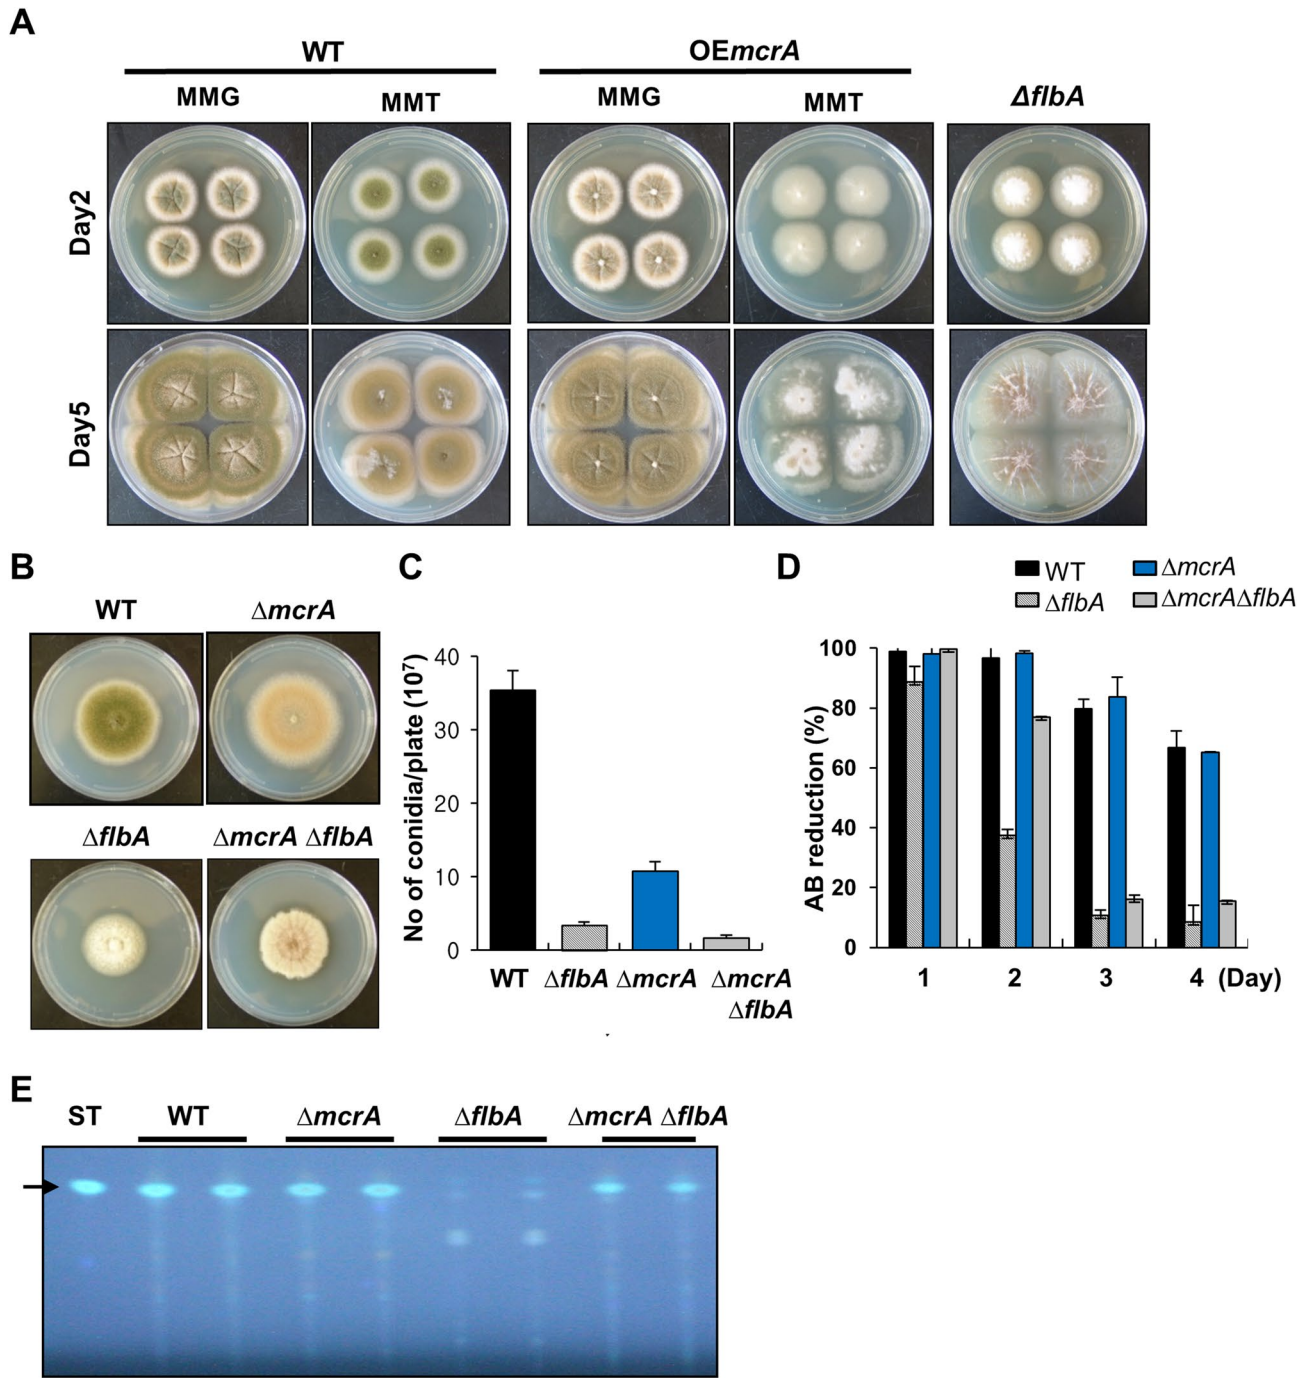 A
WT
OEmcrA
MMG
MMT
MMG
MMT
ΔflbA
Day2
Day5
B
WT
ΔmcrA
ΔflbA
ΔmcrA ΔflbA
C
No of conidia/plate (10⁷)
40
30
20
10
0
WT
ΔflbA
ΔmcrA
ΔmcrA
ΔflbA
D
WT
ΔmcrA
ΔflbA
ΔmcrAΔflbA
AB reduction (%)
100
80
60
40
20
0
1 2 3 4 (Day)
E
ST
WT
ΔmcrA
ΔflbA
ΔmcrA ΔflbA